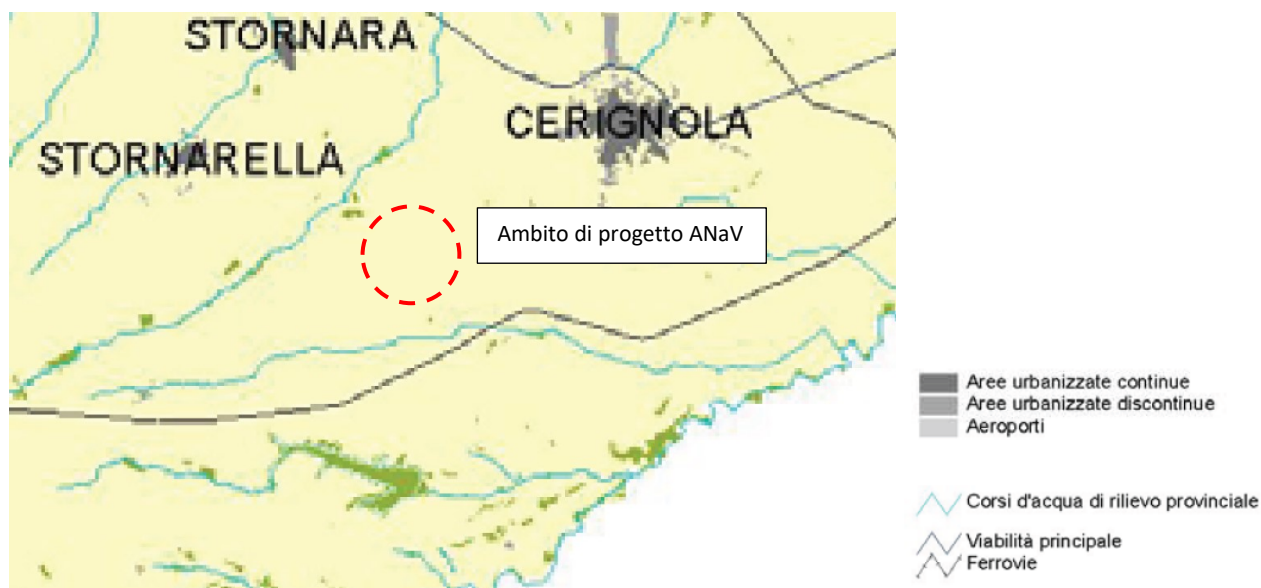 STORNARA
CERIGNOLA
STORNARELLA
Ambito di progetto ANaV
Aree urbanizzate continue
Aree urbanizzate discontinue
Aeroporti
Corsi d'acqua di rilievo provinciale
Viabilità principale
Ferrovie